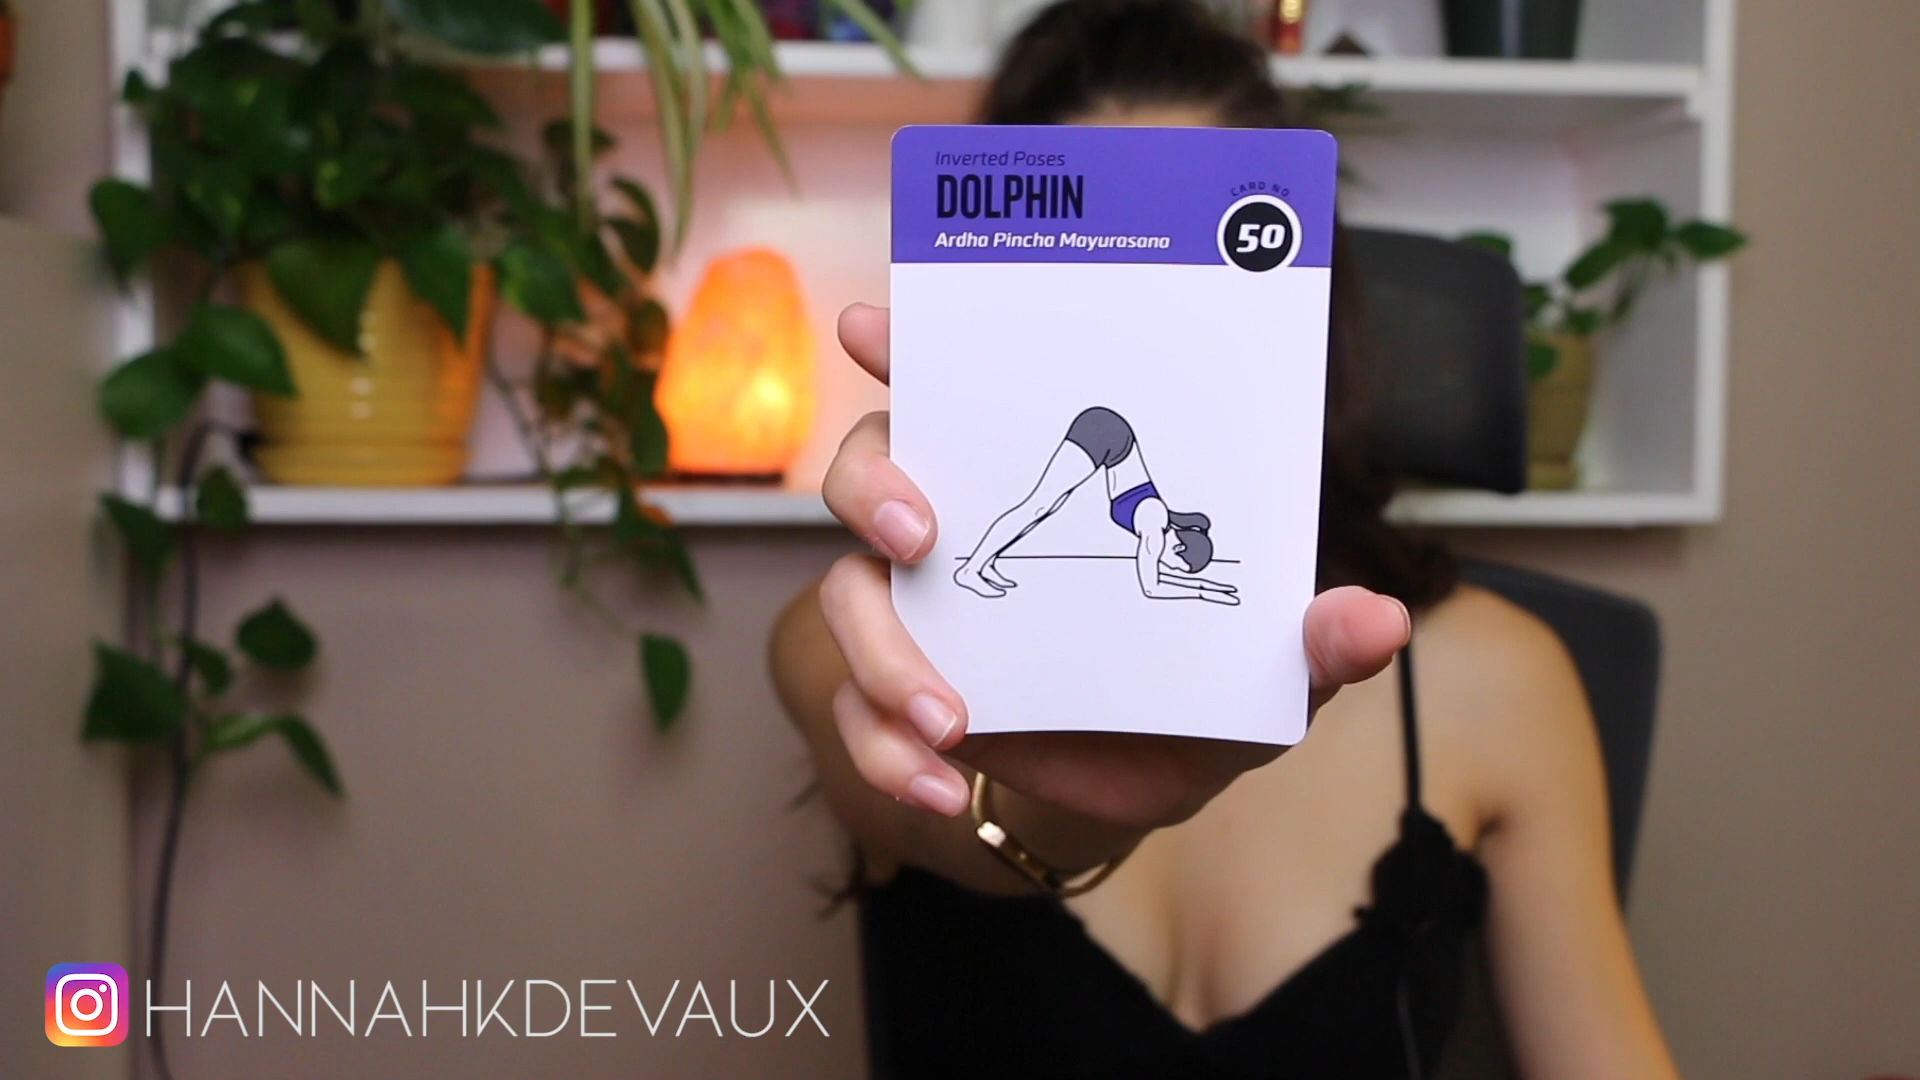 Inverted Poses
DOLPHIN
Ardha Pincha Mayurasana
CARD NO
50
HANNAHKDEVAUX